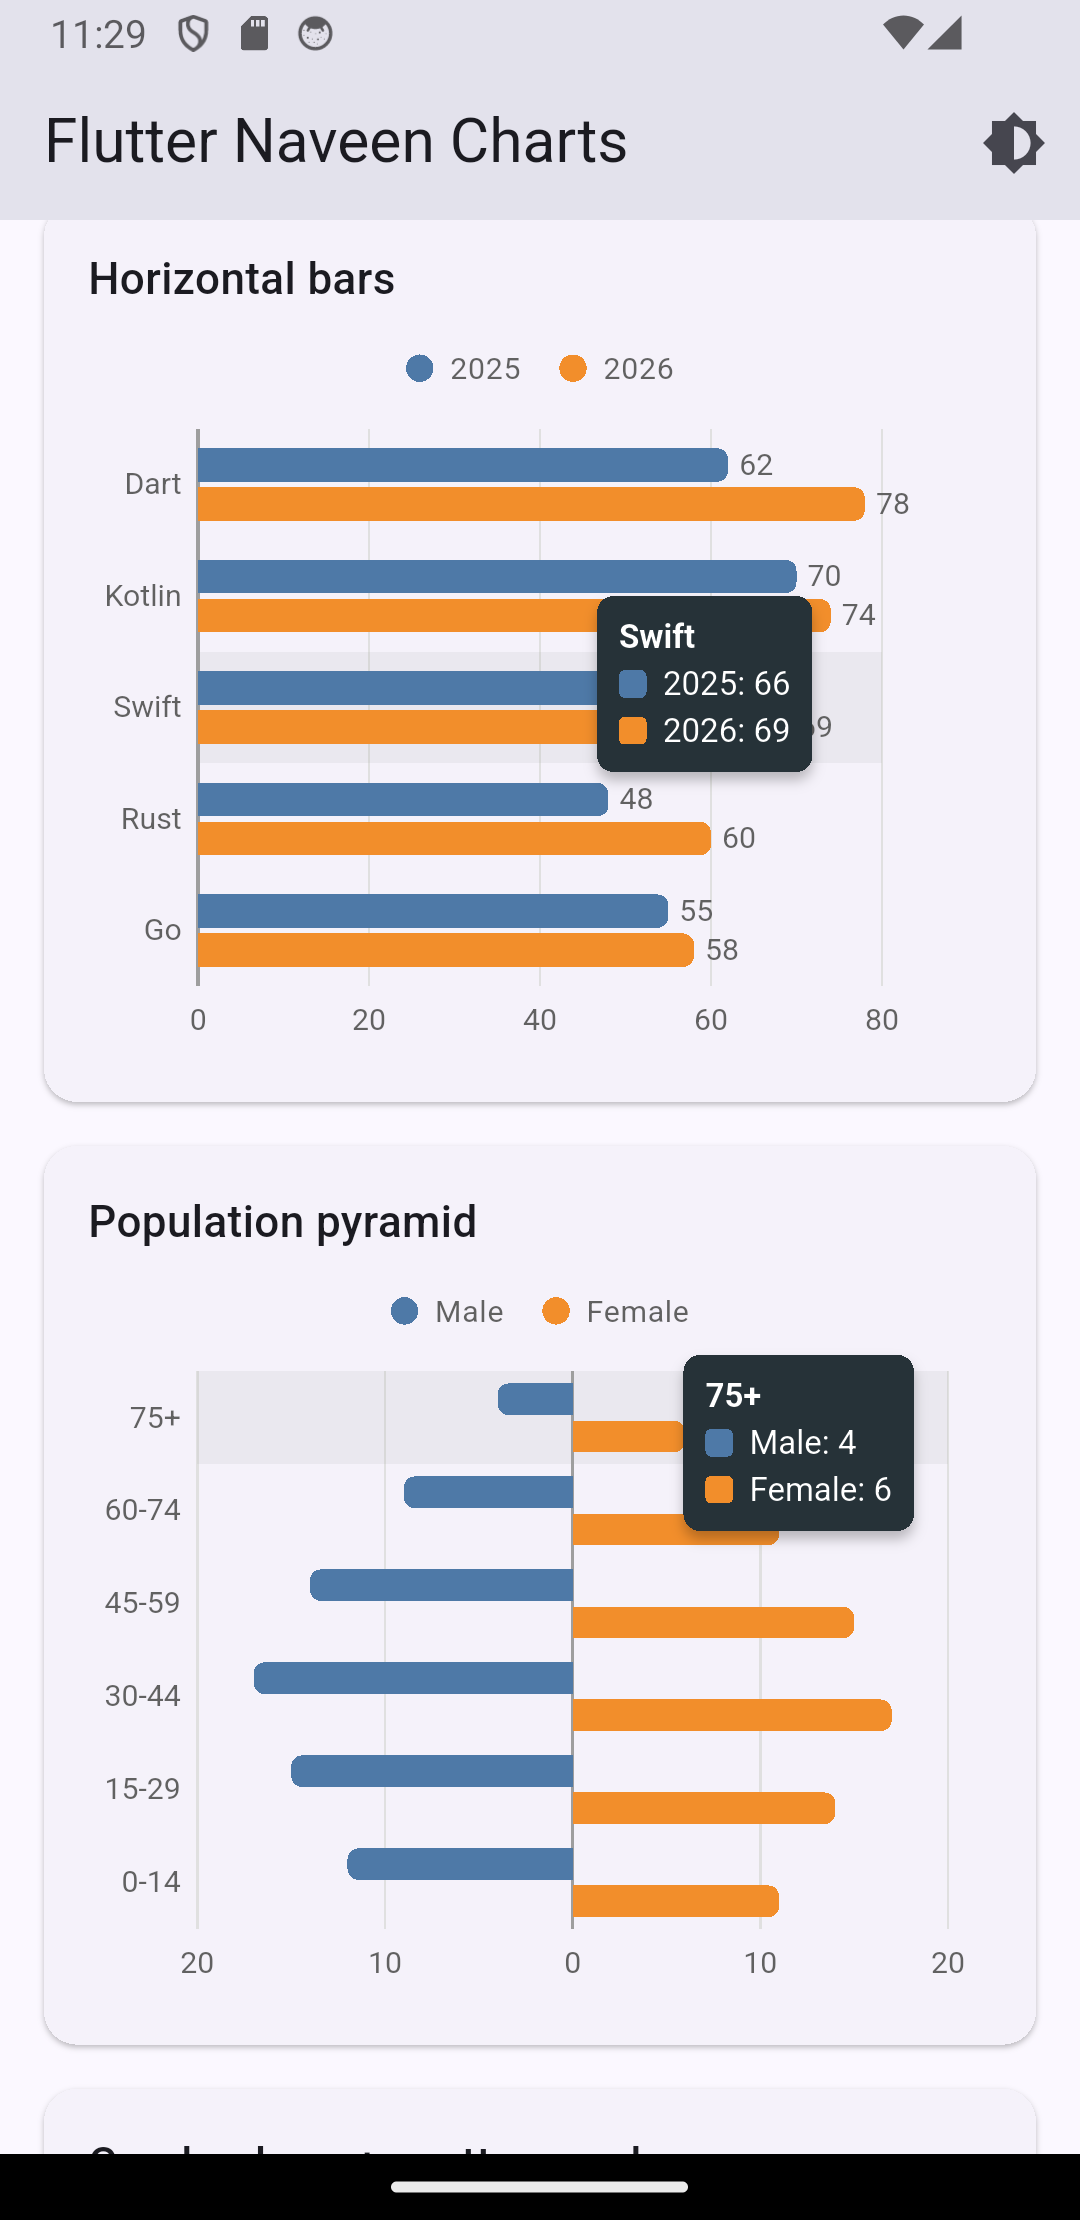 11:29
Flutter Naveen Charts
Horizontal bars
2025 2026
Dart 62
78
Kotlin 70
74
Swift
2025: 66
2026: 69
Swift 9
Rust 48
60
Go 55
58
0 20 40 60 80
Population pyramid
Male Female
75+
Male: 4
Female: 6
75+
60-74
45-59
30-44
15-29
0-14
20 10 0 10 20